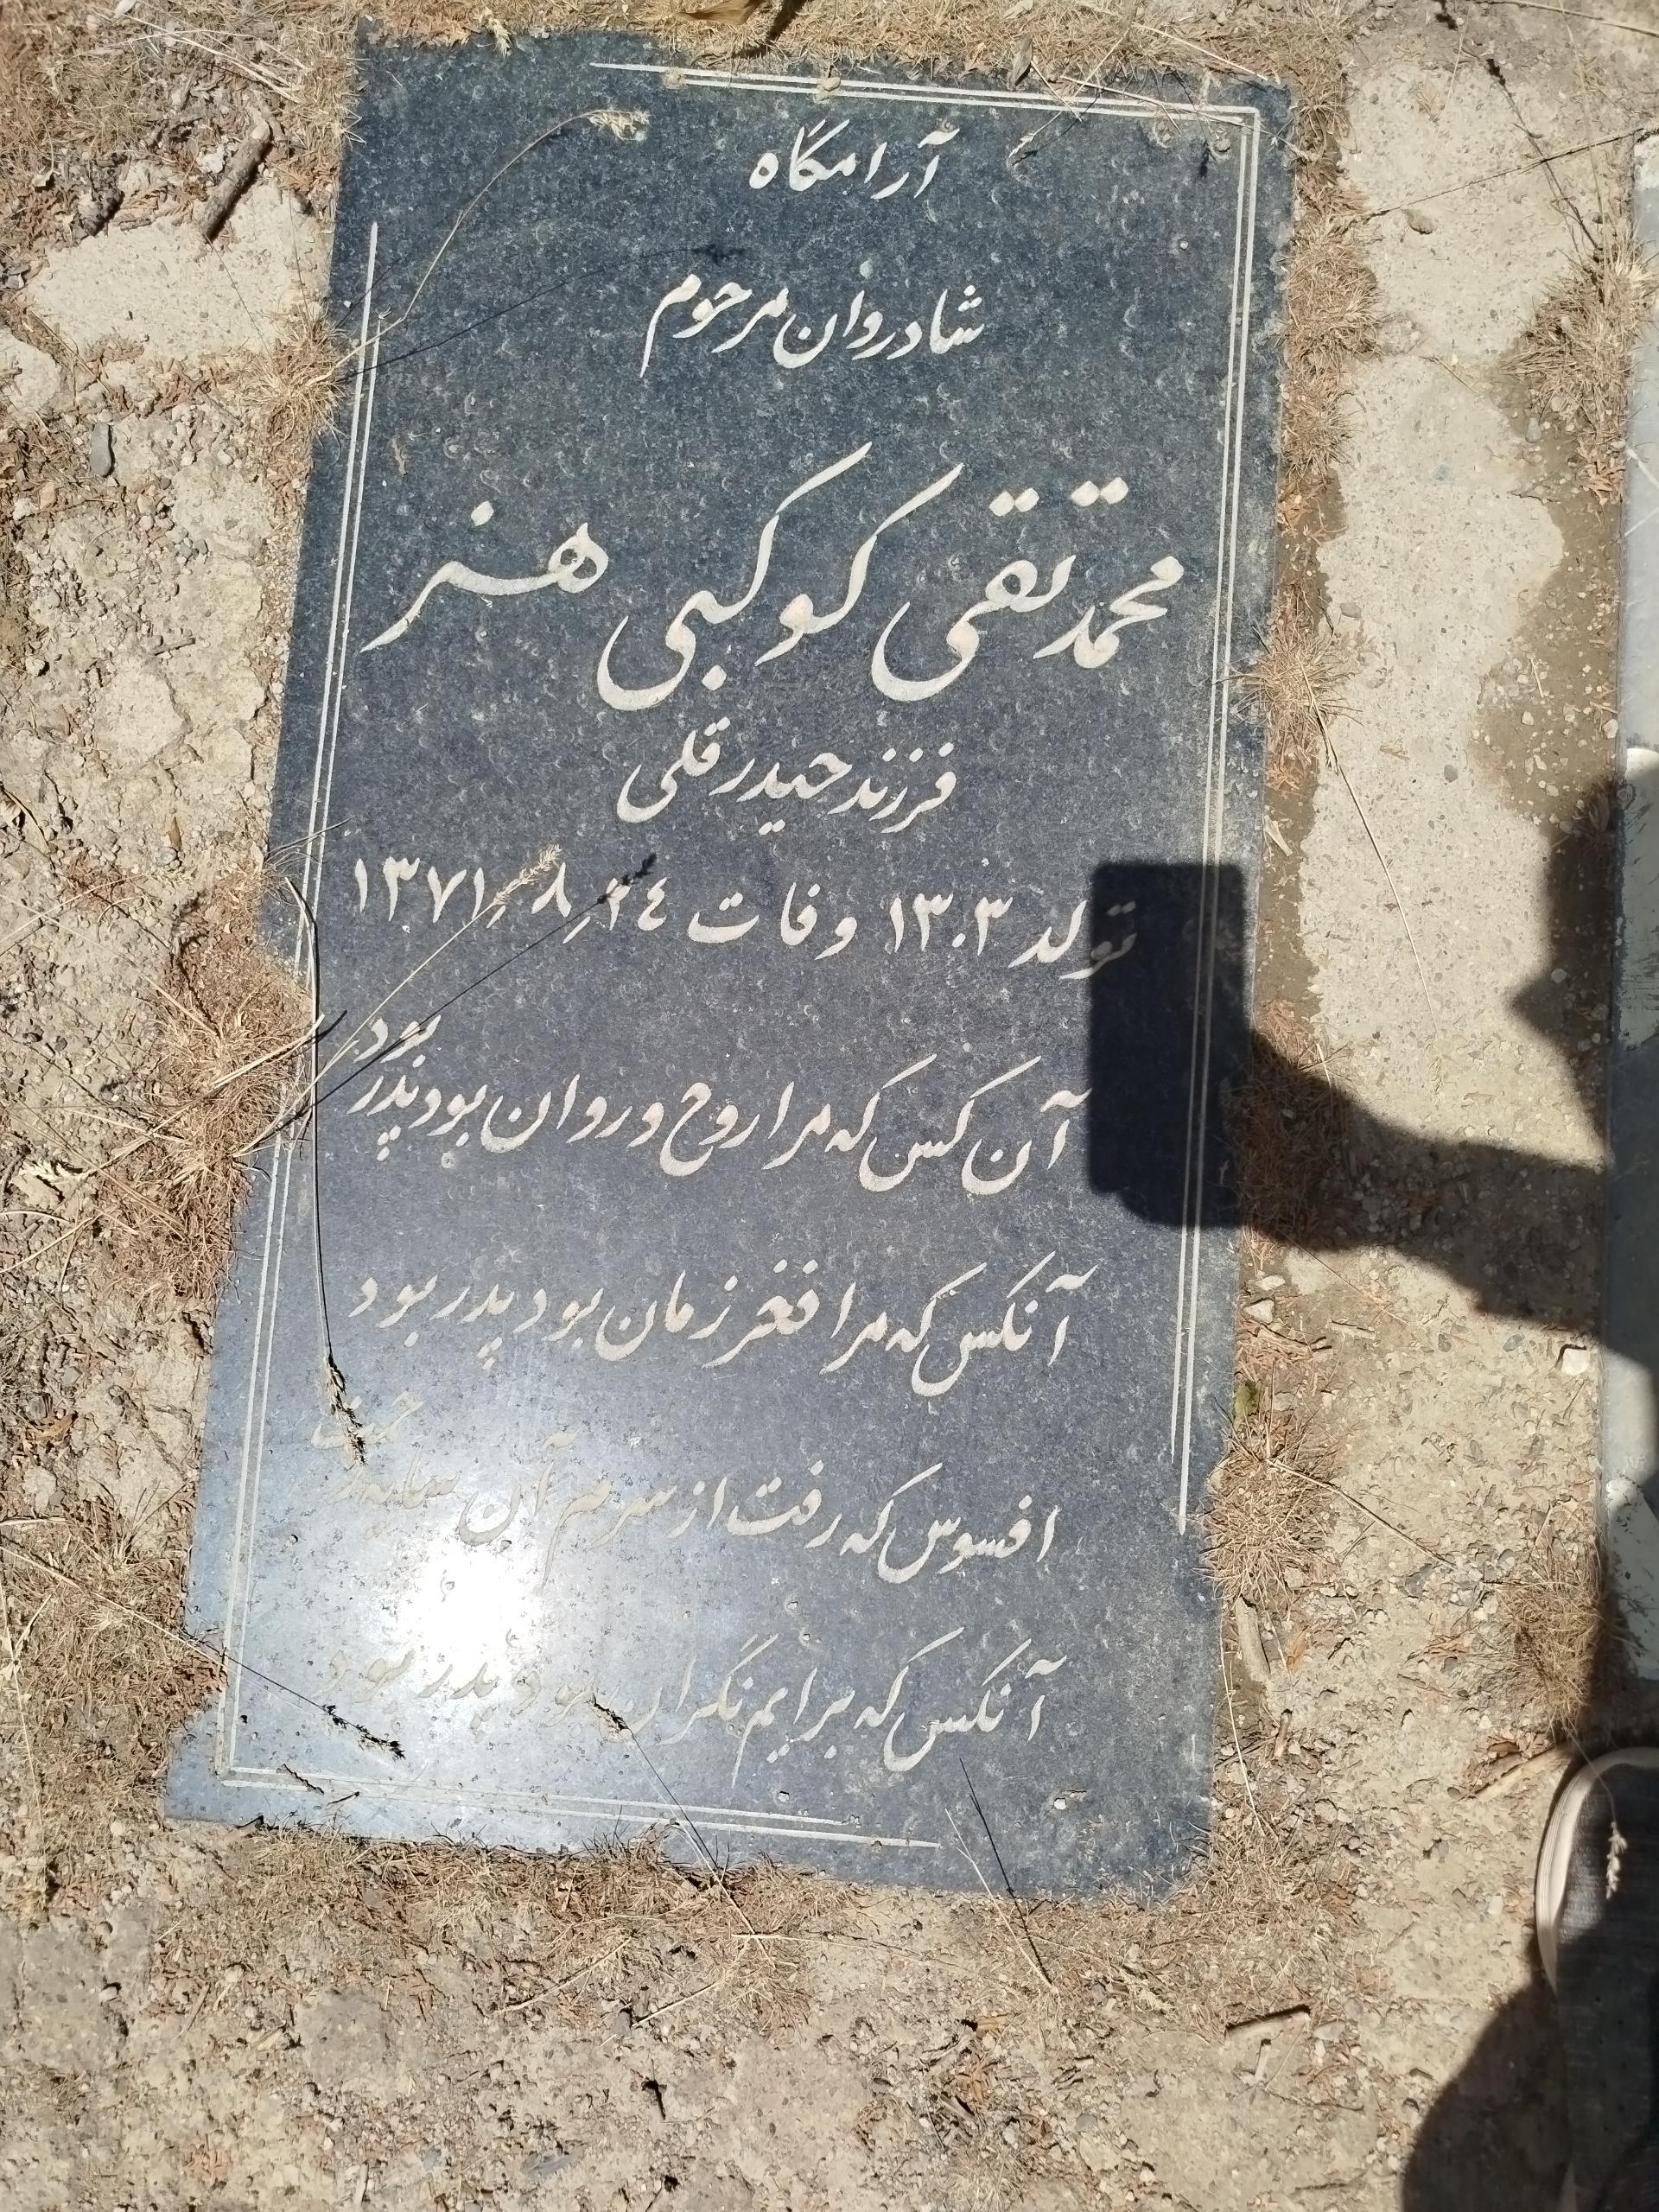 آرامگاه
شادروان مرحوم
محمدتقی کوکبی هنر
فرزند حیدرقلی
تولد ۱۳۰۳ وفات ۲٤٫۸٫۱۳۷۱
آن کس که مرا روح و روان بود پدر بود
آنکس که مرا فخر زمان بود پدر بود
افسوس که رفت از سرم آن سایه رحمت
آنکس که برایم نگران بود پدر بود